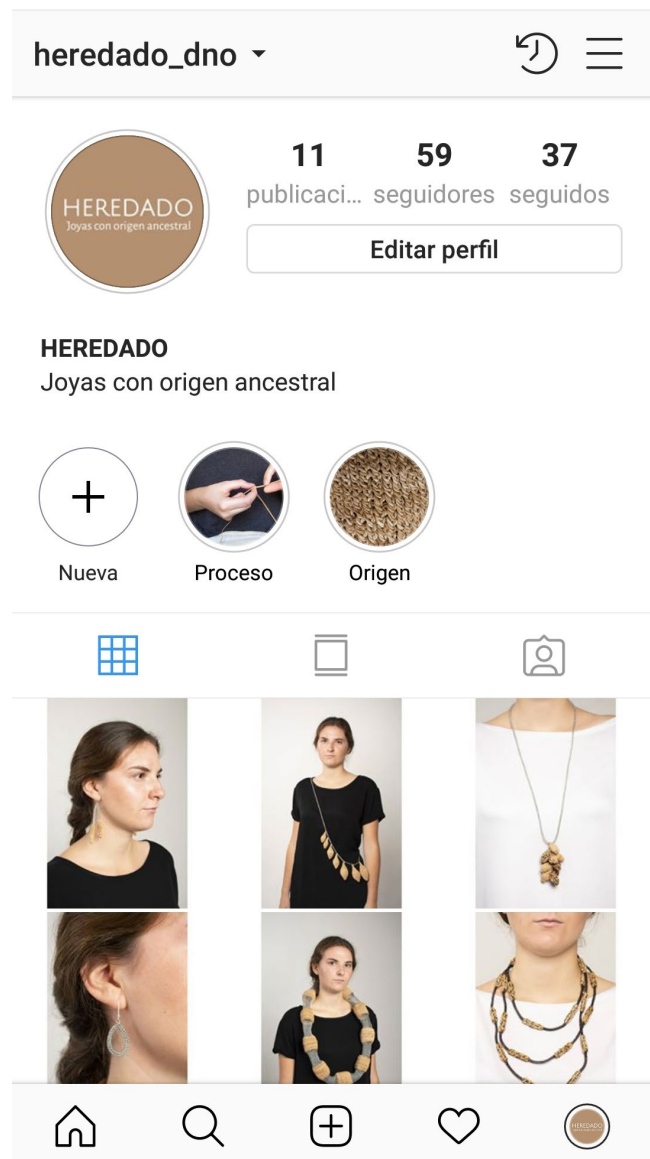 heredado_dno
HEREDADO
Joyas con origen ancestral
11 59 37
publicaci... seguidores seguidos
Editar perfil
HEREDADO
Joyas con origen ancestral
Nueva Proceso Origen
HEREDADO